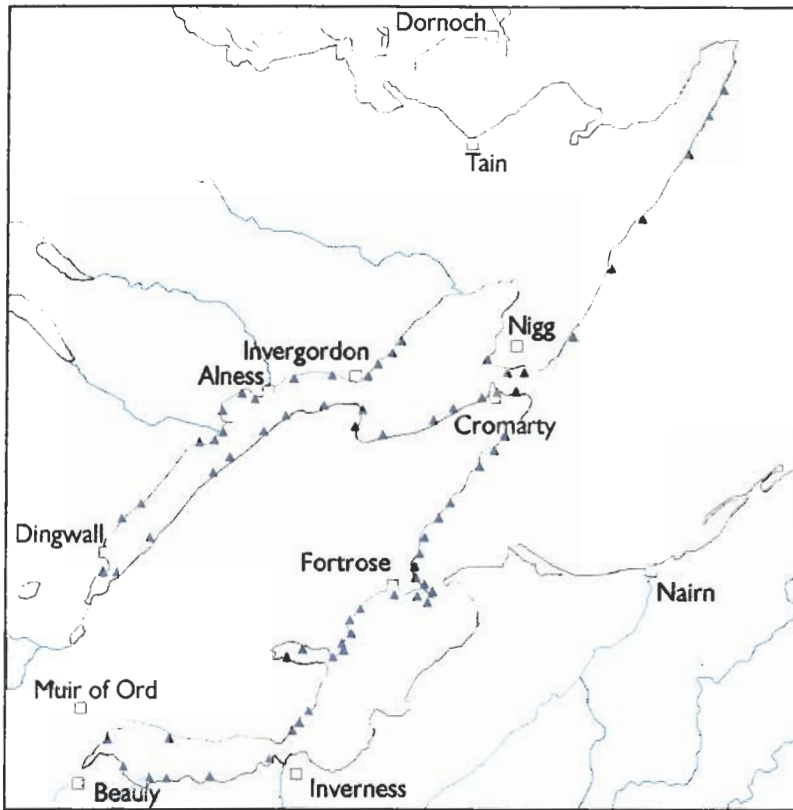 Dornoch
Tain
Nigg
Invergordon
Alness
Cromarty
Dingwall
Fortrose
Nairn
Muir of Ord
Beauly
Inverness